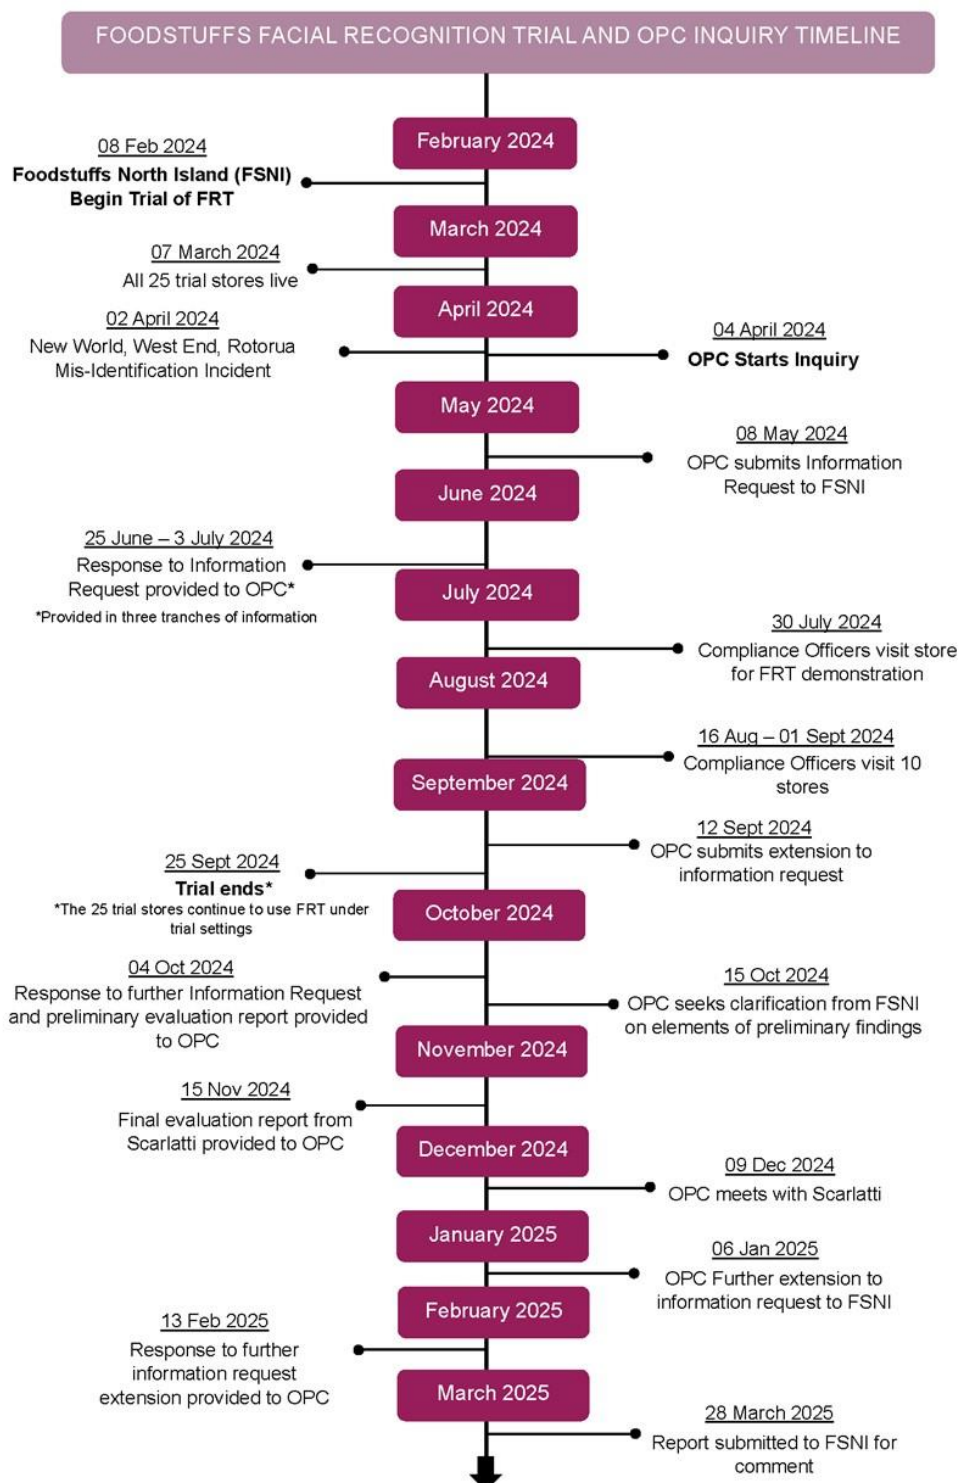 FOODSTUFFS FACIAL RECOGNITION TRIAL AND OPC INQUIRY TIMELINE
February 2024
08 Feb 2024
Foodstuffs North Island (FSNI)
Begin Trial of FRT
March 2024
07 March 2024
All 25 trial stores live
April 2024
02 April 2024
New World, West End, Rotorua
Mis-Identification Incident
04 April 2024
OPC Starts Inquiry
May 2024
08 May 2024
OPC submits Information
Request to FSNI
June 2024
25 June – 3 July 2024
Response to Information
Request provided to OPC*
*Provided in three tranches of information
July 2024
30 July 2024
Compliance Officers visit store
for FRT demonstration
August 2024
16 Aug – 01 Sept 2024
Compliance Officers visit 10
stores
September 2024
12 Sept 2024
OPC submits extension to
information request
25 Sept 2024
Trial ends*
*The 25 trial stores continue to use FRT under
trial settings
October 2024
04 Oct 2024
Response to further Information Request
and preliminary evaluation report provided
to OPC
15 Oct 2024
OPC seeks clarification from FSNI
on elements of preliminary findings
November 2024
15 Nov 2024
Final evaluation report from
Scarlatti provided to OPC
December 2024
09 Dec 2024
OPC meets with Scarlatti
January 2025
06 Jan 2025
OPC Further extension to
information request to FSNI
February 2025
13 Feb 2025
Response to further
information request
extension provided to OPC
March 2025
28 March 2025
Report submitted to FSNI for
comment